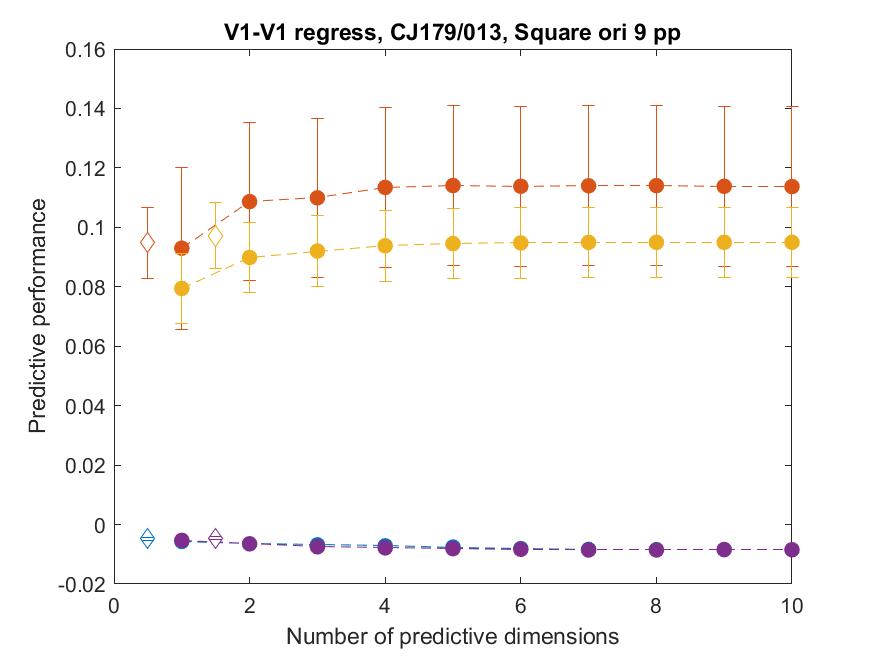 V1-V1 regress, CJ179/013, Square ori 9 pp
0.16
0.14
0.12
0.1
0.08
0.06
0.04
0.02
0
-0.02
Predictive performance
0 2 4 6 8 10
Number of predictive dimensions